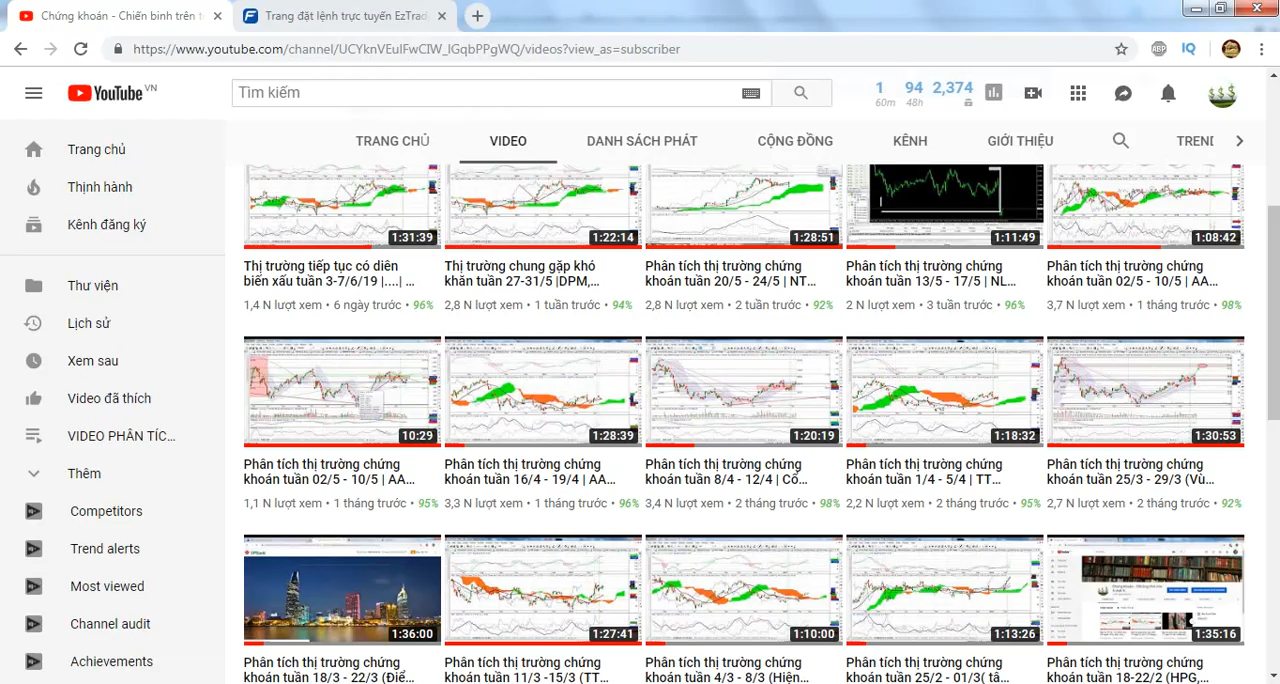 Chứng khoán - Chiến binh trên t
Trang đặt lệnh trực tuyến EzTrad
https://www.youtube.com/channel/UCYknVEuIFwCIW_IGqbPPgWQ/videos?view_as=subscriber
ABP
IQ
YouTube VN
Tìm kiếm
1 94 2,374
60m 48h
TRANG CHỦ VIDEO DANH SÁCH PHÁT CỘNG ĐỒNG KÊNH GIỚI THIỆU TREND
Trang chủ
Thịnh hành
Kênh đăng ký
Thư viện
Lịch sử
Xem sau
Video đã thích
VIDEO PHÂN TÍC...
Thêm
Competitors
Trend alerts
Most viewed
Channel audit
Achievements
1:31:39 1:22:14 1:28:51 1:11:49 1:08:42
Thị trường tiếp tục có diên
biến xấu tuần 3-7/6/19 |....| ...
1,4 N lượt xem • 6 ngày trước • 96%
Thị trường chung gặp khó
khăn tuần 27-31/5 |DPM,...
2,8 N lượt xem • 1 tuần trước • 94%
Phân tích thị trường chứng
khoán tuần 20/5 - 24/5 | NT...
2,8 N lượt xem • 2 tuần trước • 92%
Phân tích thị trường chứng
khoán tuần 13/5 - 17/5 | NL...
2 N lượt xem • 3 tuần trước • 96%
Phân tích thị trường chứng
khoán tuần 02/5 - 10/5 | AA...
3,7 N lượt xem • 1 tháng trước • 98%
10:29 1:28:39 1:20:19 1:18:32 1:30:53
Phân tích thị trường chứng
khoán tuần 02/5 - 10/5 | AA...
1,1 N lượt xem • 1 tháng trước • 95%
Phân tích thị trường chứng
khoán tuần 16/4 - 19/4 | AA...
3,3 N lượt xem • 1 tháng trước • 96%
Phân tích thị trường chứng
khoán tuần 8/4 - 12/4 | Cổ...
3,4 N lượt xem • 2 tháng trước • 98%
Phân tích thị trường chứng
khoán tuần 1/4 - 5/4 | TT...
2,2 N lượt xem • 2 tháng trước • 95%
Phân tích thị trường chứng
khoán tuần 25/3 - 29/3 (Vù...
2,7 N lượt xem • 2 tháng trước • 92%
1:36:00 1:27:41 1:10:00 1:13:26 1:35:16
Phân tích thị trường chứng
khoán tuần 18/3 - 22/3 (Điể...
Phân tích thị trường chứng
khoán tuần 11/3 -15/3 (TT...
Phân tích thị trường chứng
khoán tuần 4/3 - 8/3 (Hiện...
Phân tích thị trường chứng
khoán tuần 25/2 - 01/3( tâ...
Phân tích thị trường chứng
khoán tuần 18-22/2 (HPG,...